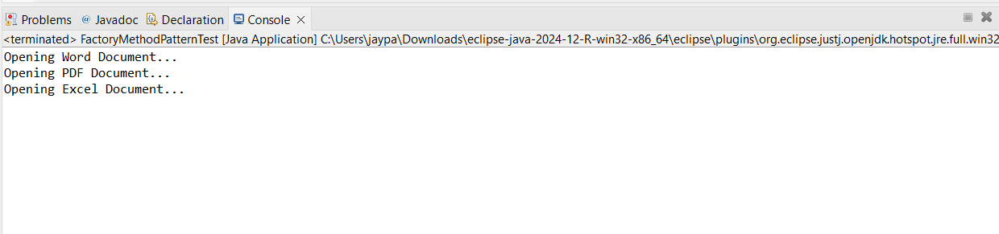 Problems @ Javadoc Declaration Console
<terminated> FactoryMethodPatternTest [Java Application] C:\Users\jaypa\Downloads\eclipse-java-2024-12-R-win32-x86_64\eclipse\plugins\org.eclipse.justj.openjdk.hotspot.jre.full.win32
Opening Word Document...
Opening PDF Document...
Opening Excel Document...